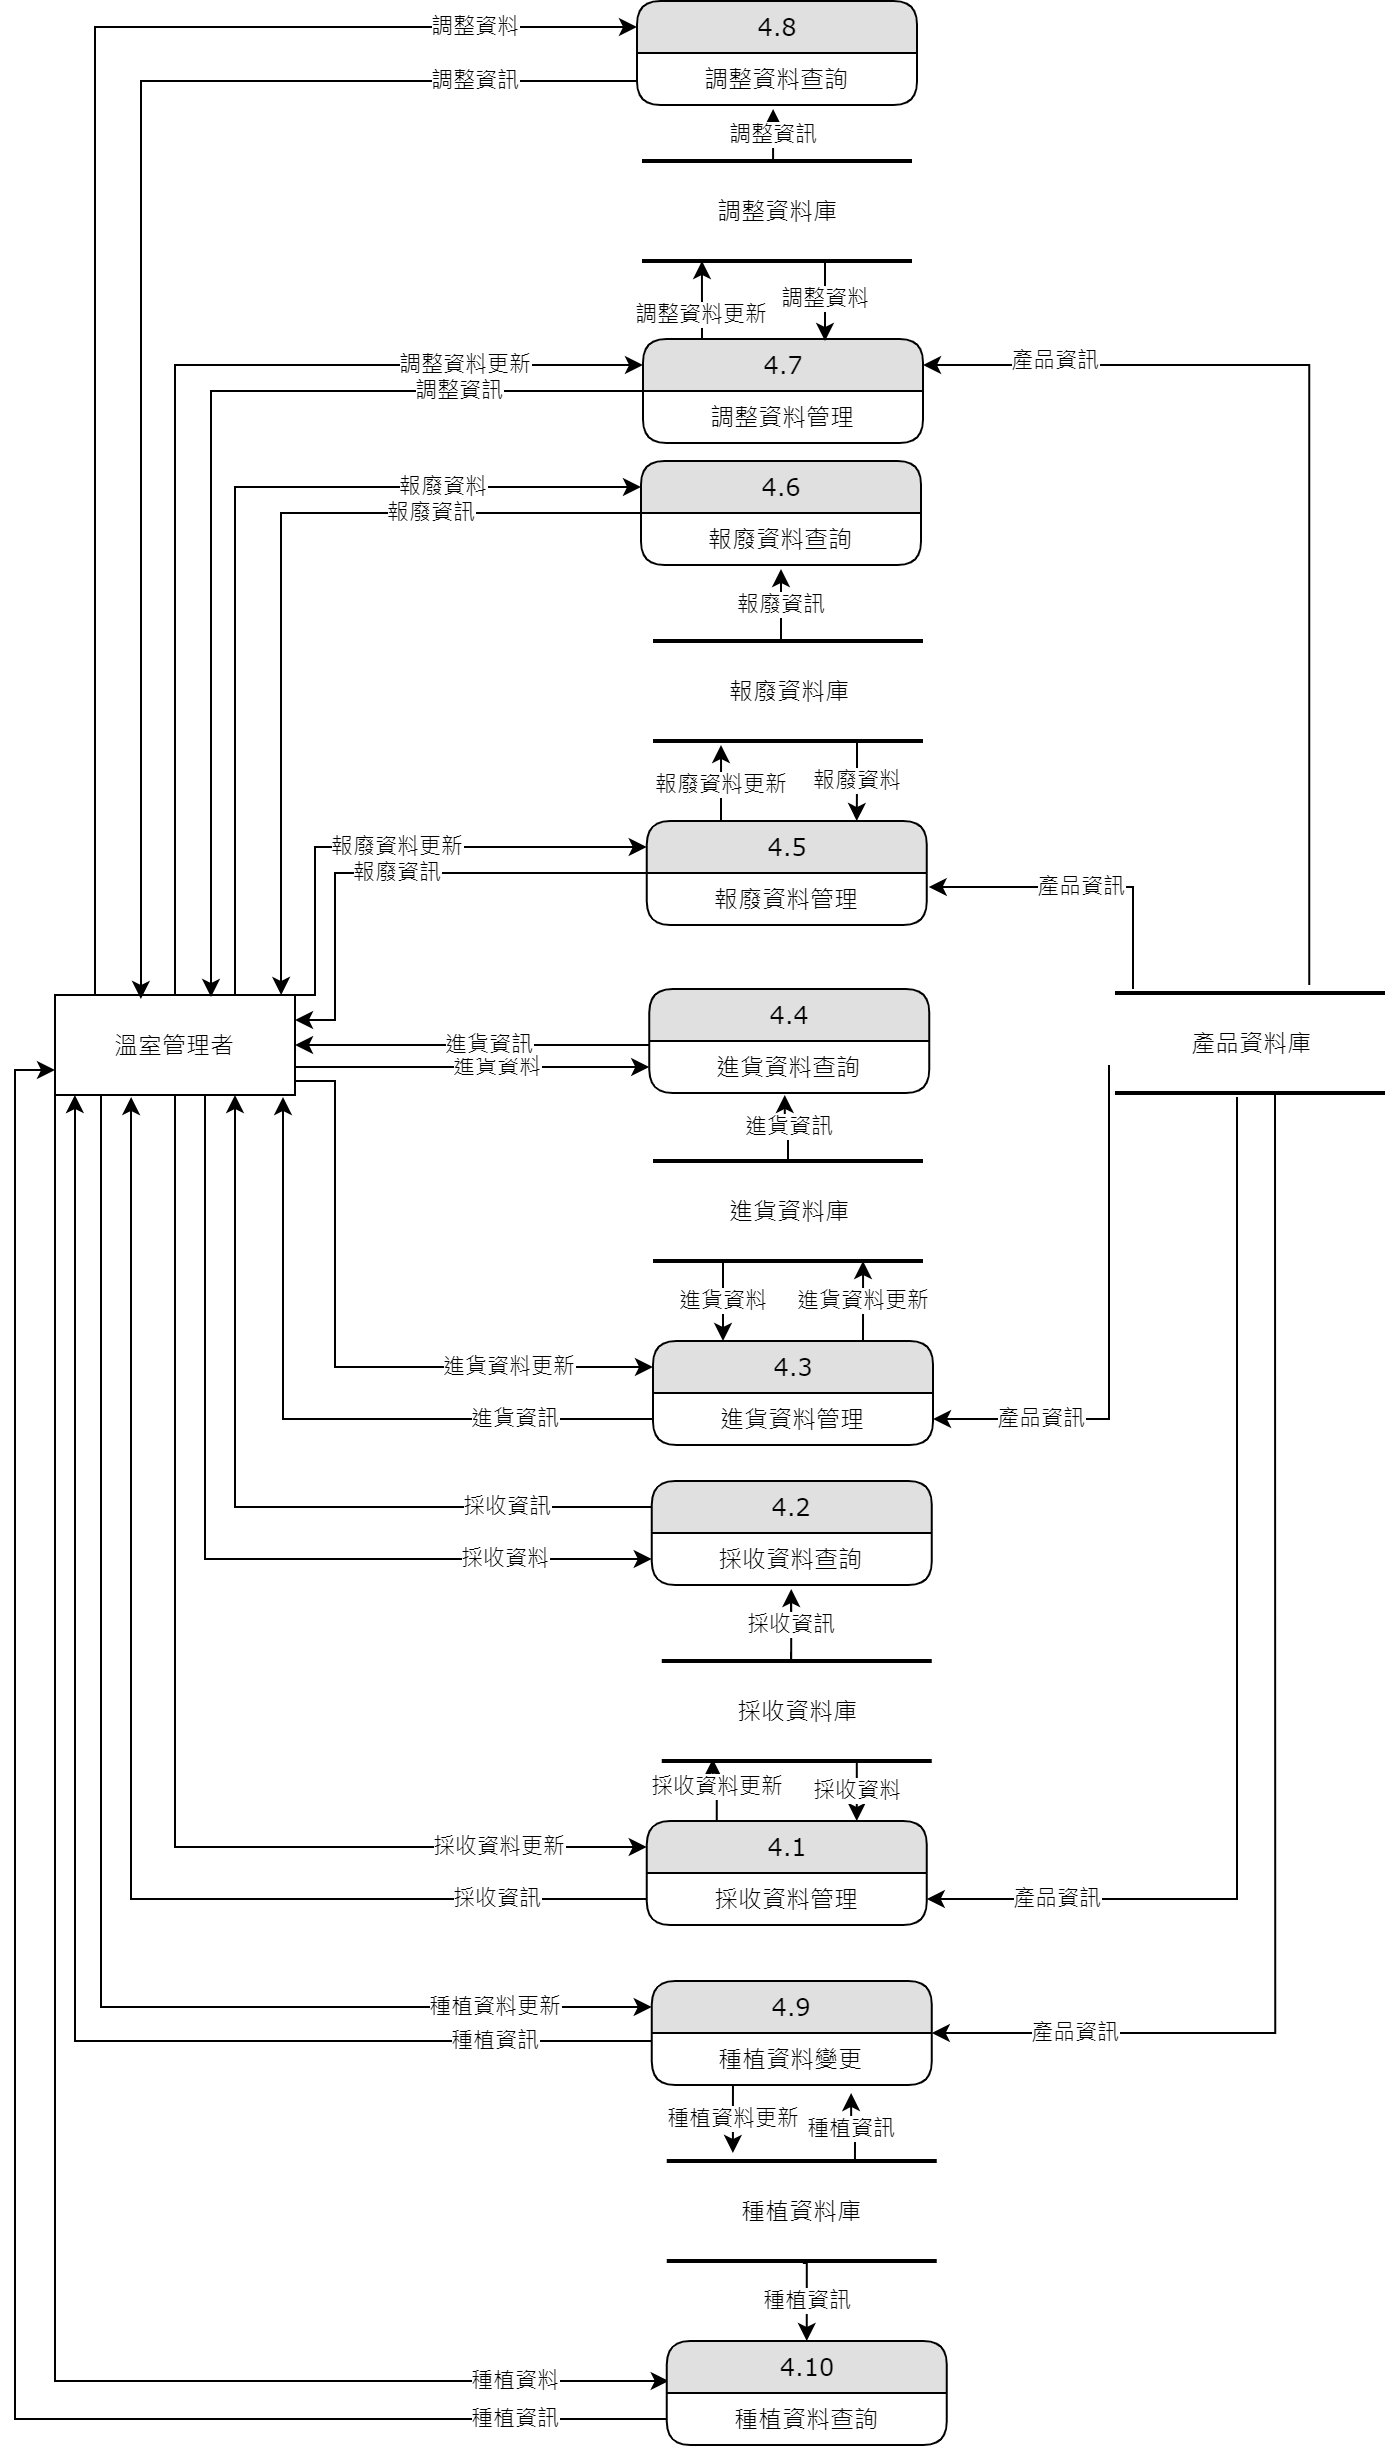 調整資料
4.8
調整資訊
調整資料查詢
調整資訊
調整資料庫
調整資料更新
調整資料
調整資料更新
4.7
產品資訊
調整資訊
調整資料管理
報廢資料
4.6
報廢資訊
報廢資料查詢
報廢資訊
報廢資料庫
報廢資料更新
報廢資料
報廢資料更新
4.5
報廢資訊
報廢資料管理
產品資訊
溫室管理者
4.4
產品資料庫
進貨資訊
進貨資料
進貨資料查詢
進貨資訊
進貨資料庫
進貨資料
進貨資料更新
進貨資料更新
4.3
進貨資訊
進貨資料管理
產品資訊
採收資訊
4.2
採收資料
採收資料查詢
採收資訊
採收資料庫
採收資料更新
採收資料
採收資料更新
4.1
採收資訊
採收資料管理
產品資訊
種植資料更新
4.9
種植資訊
種植資料變更
產品資訊
種植資料更新
種植資訊
種植資料庫
種植資訊
種植資料
4.10
種植資訊
種植資料查詢